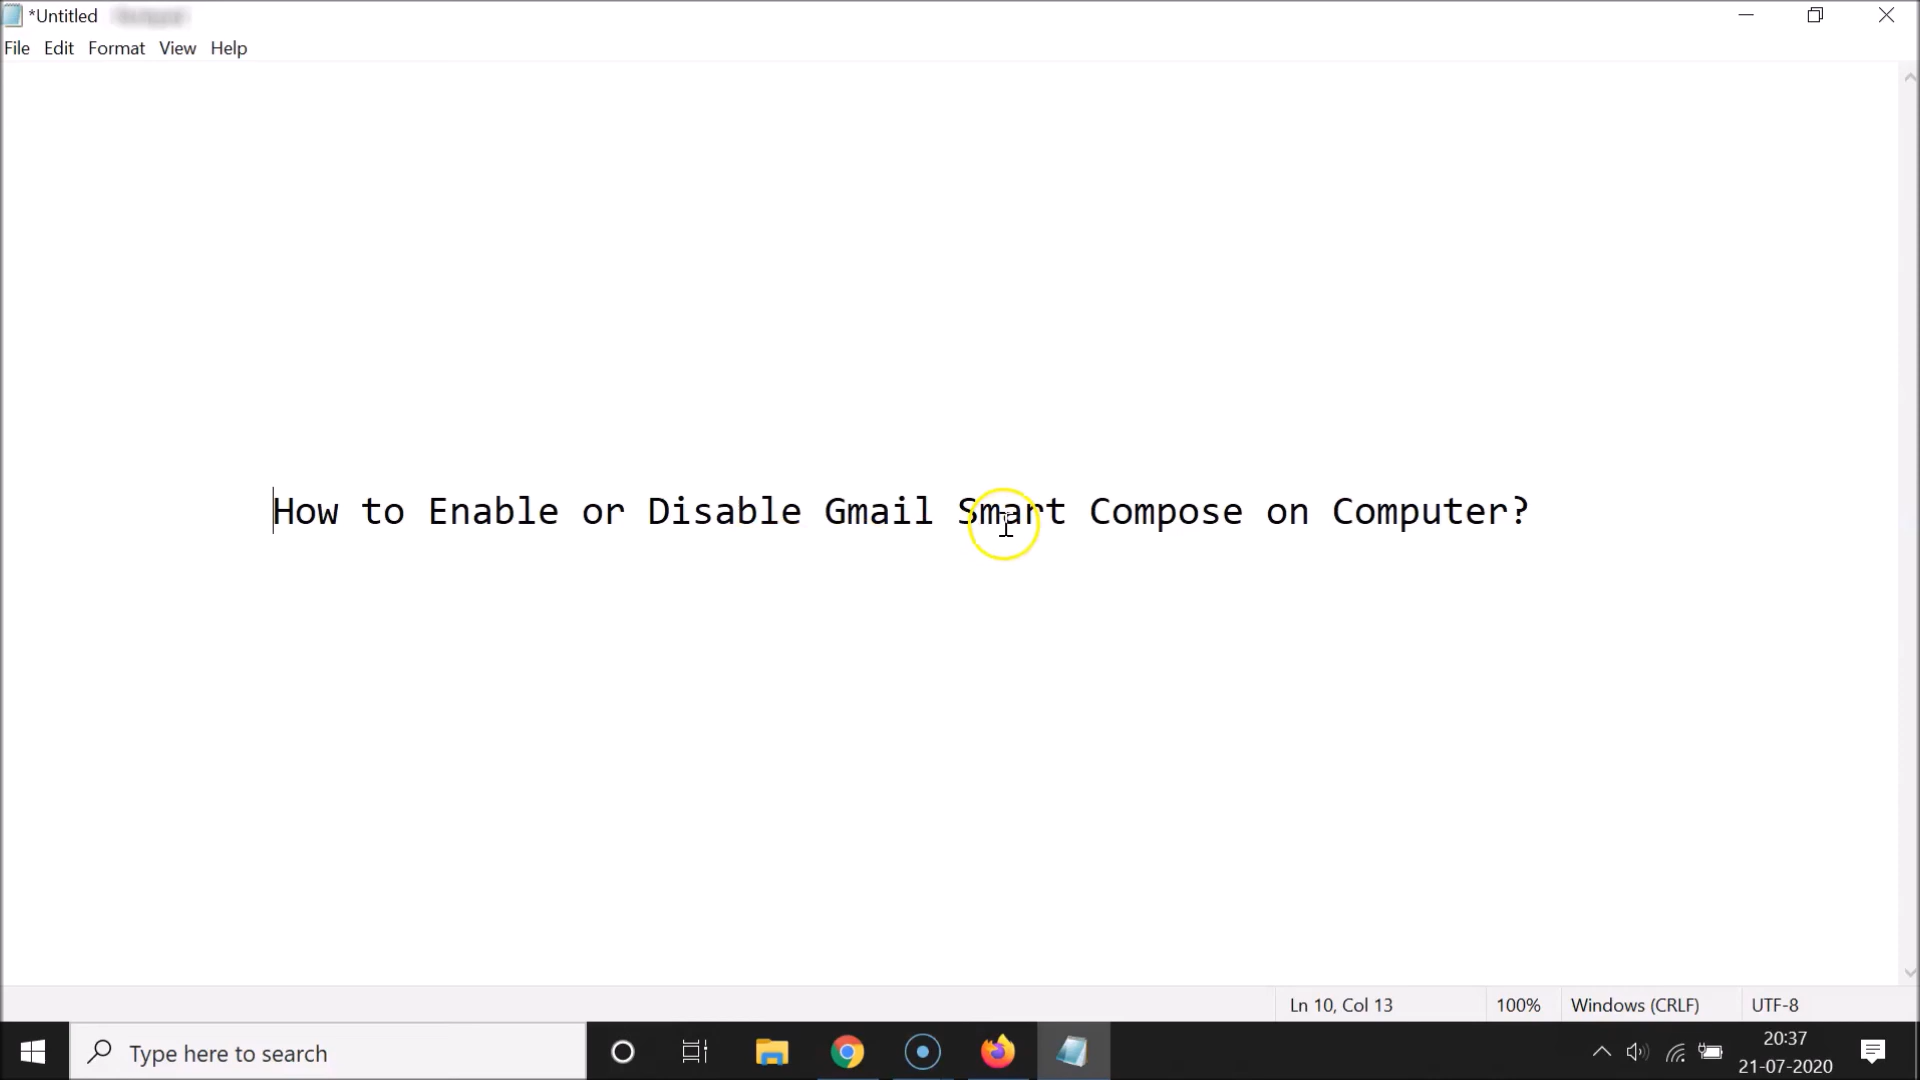 *Untitled
File Edit Format View Help
How to Enable or Disable Gmail Smart Compose on Computer?
Ln 10, Col 13 100% Windows (CRLF) UTF-8
Type here to search
20:37
21-07-2020